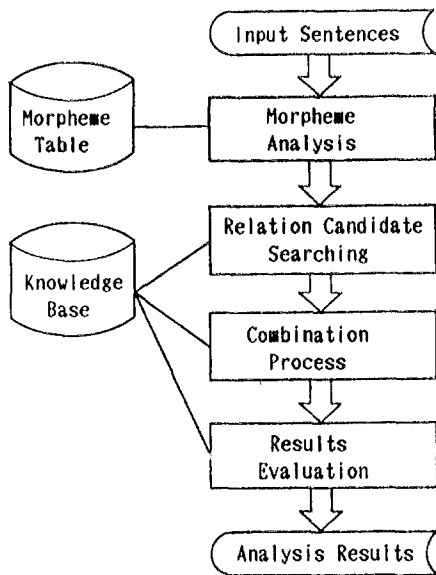 Input Sentences
Morpheme
Table
Morpheme
Analysis
Relation Candidate
Searching
Knowledge
Base
Combination
Process
Results
Evaluation
Analysis Results